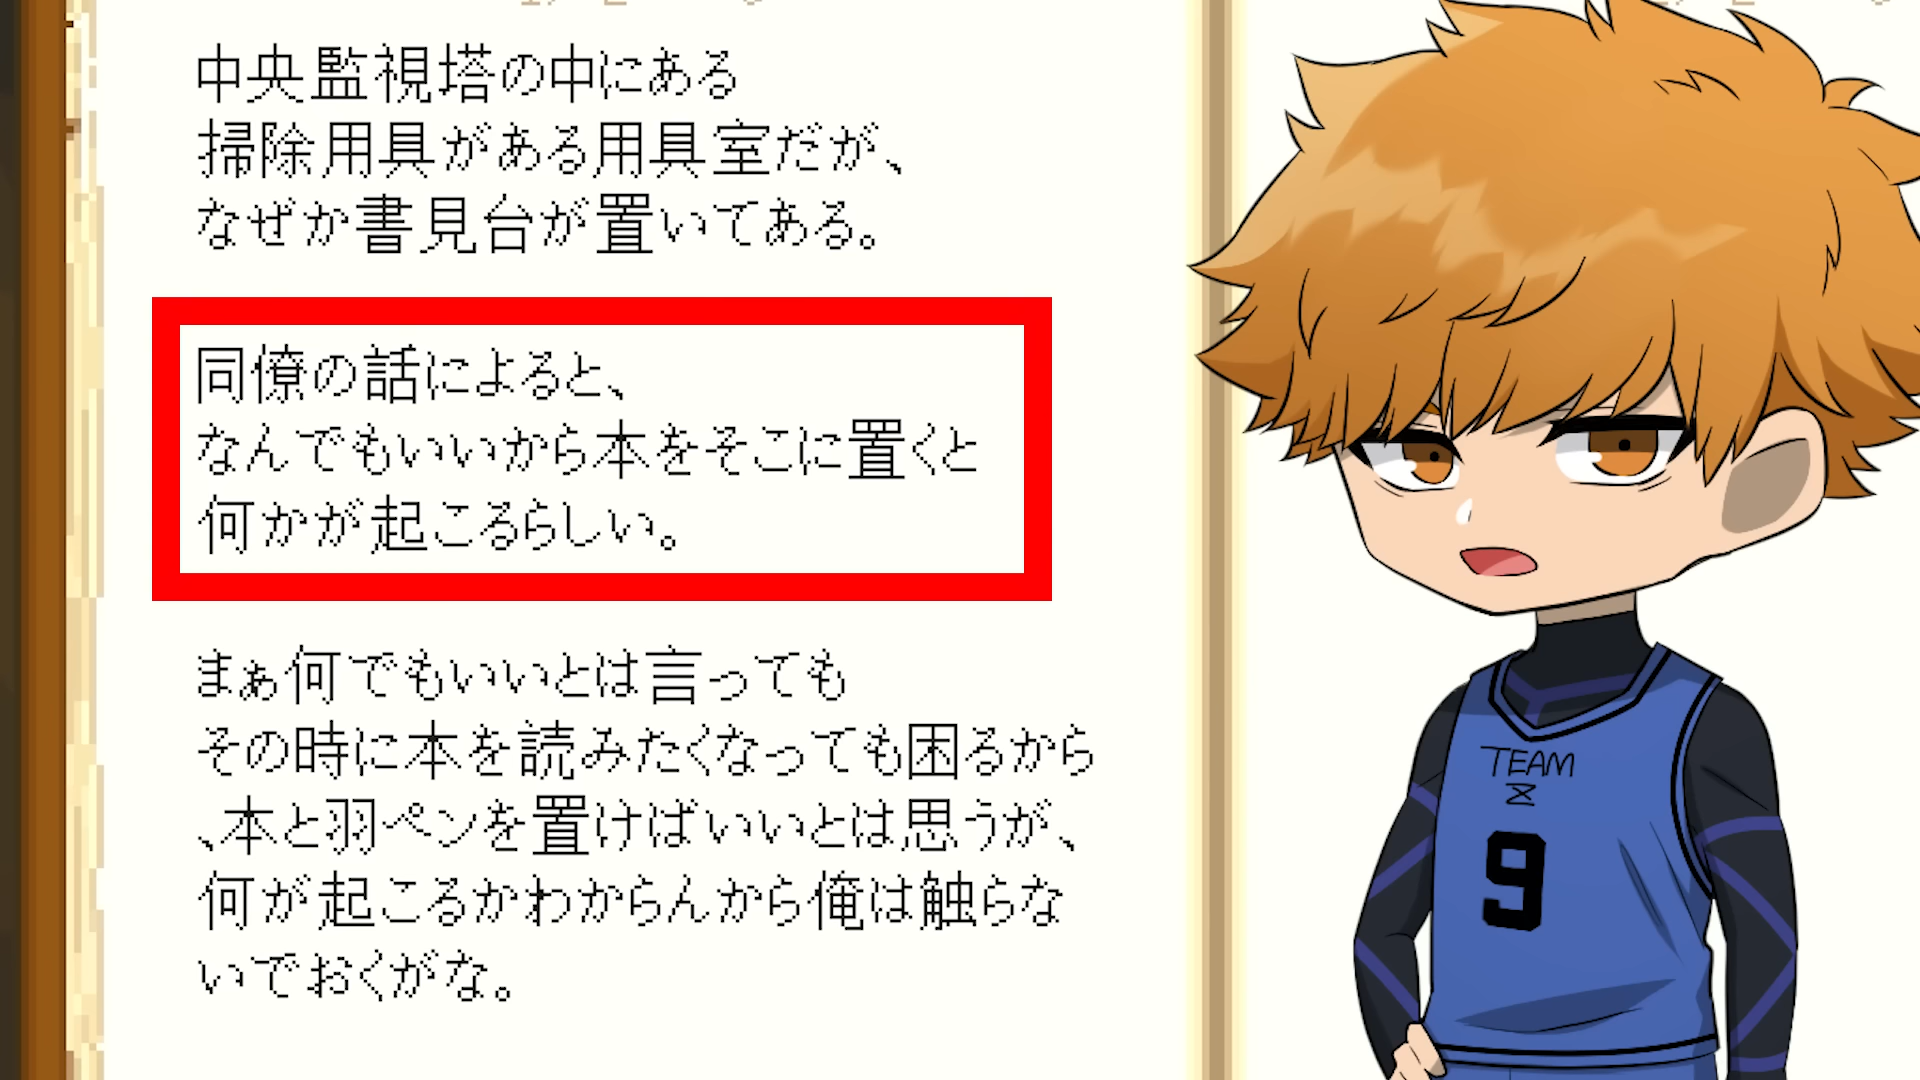 中央監視塔の中にある
掃除用具がある用具室だが、
なぜか書見台が置いてある。
同僚の話によると、
なんでもいいから本をそこに置くと
何かが起こるらしい。
まぁ何でもいいとは言っても
その時に本を読みたくなっても困るから
、本と羽ペンを置けばいいとは思うが、
何が起こるかわからんから俺は触らな
いでおくがな。
TEAM
Z
9